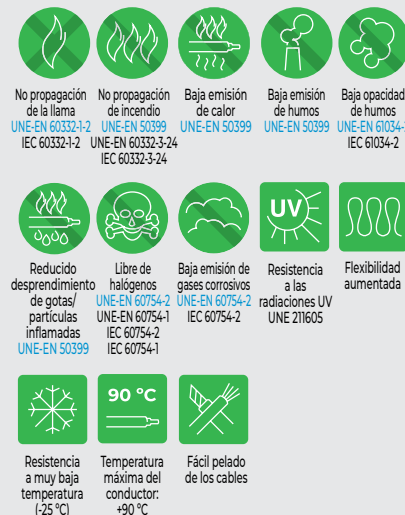 No propagación
de la llama
UNE-EN 60332-1-2
IEC 60332-1-2
No propagación
de incendio
UNE-EN 50399
UNE-EN 60332-3-24
IEC 60332-3-24
Baja emisión
de calor
UNE-EN 50399
Baja emisión
de humos
UNE-EN 50399
Baja opacidad
de humos
UNE-EN 61034-
IEC 61034-2
Reducido
desprendimiento
de gotas/
partículas
inflamadas
UNE-EN 50399
Libre de
halógenos
UNE-EN 60754-2
UNE-EN 60754-1
IEC 60754-2
IEC 60754-1
Baja emisión de
gases corrosivos
UNE-EN 60754-2
IEC 60754-2
UV
Resistencia
a las
radiaciones UV
UNE 211605
Flexibilidad
aumentada
Resistencia
a muy baja
temperatura
(-25 ºC)
90 ºC
Temperatura
máxima del
conductor:
+90 ºC
Fácil pelado
de los cables